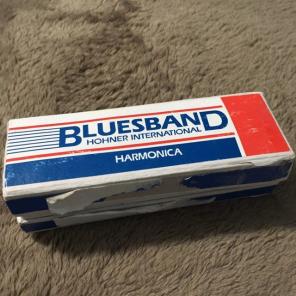 BLUESBAND
HOHNER INTERNATIONAL
HARMONICA